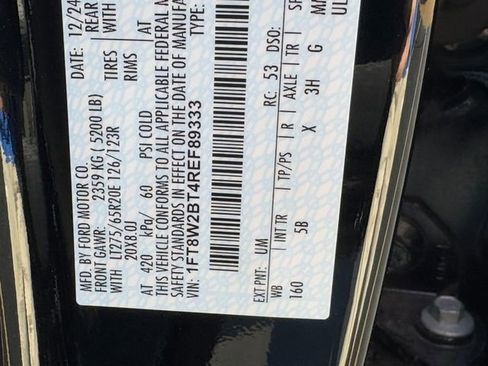 MFD. BY FORD MOTOR CO.
DATE: 12/24
FRONT GAWR: 2359 KG ( 5200 LB)
REAR
WITH LT275/65R20E 126/123R
TIRES
WITH
20X8.0J
RIMS
AT 420 kPa/ 60 PSI COLD
AT
THIS VEHICLE CONFORMS TO ALL APPLICABLE FEDERAL
SAFETY STANDARDS IN EFFECT ON THE DATE OF MANUFA
VIN: 1FT8W2BT4REF89333
TYPE:
EXT PNT: UM
RC: 53
DSO:
WB
INT TR
TP/PS
R
AXLE
TR
160
5B
X
3H
G